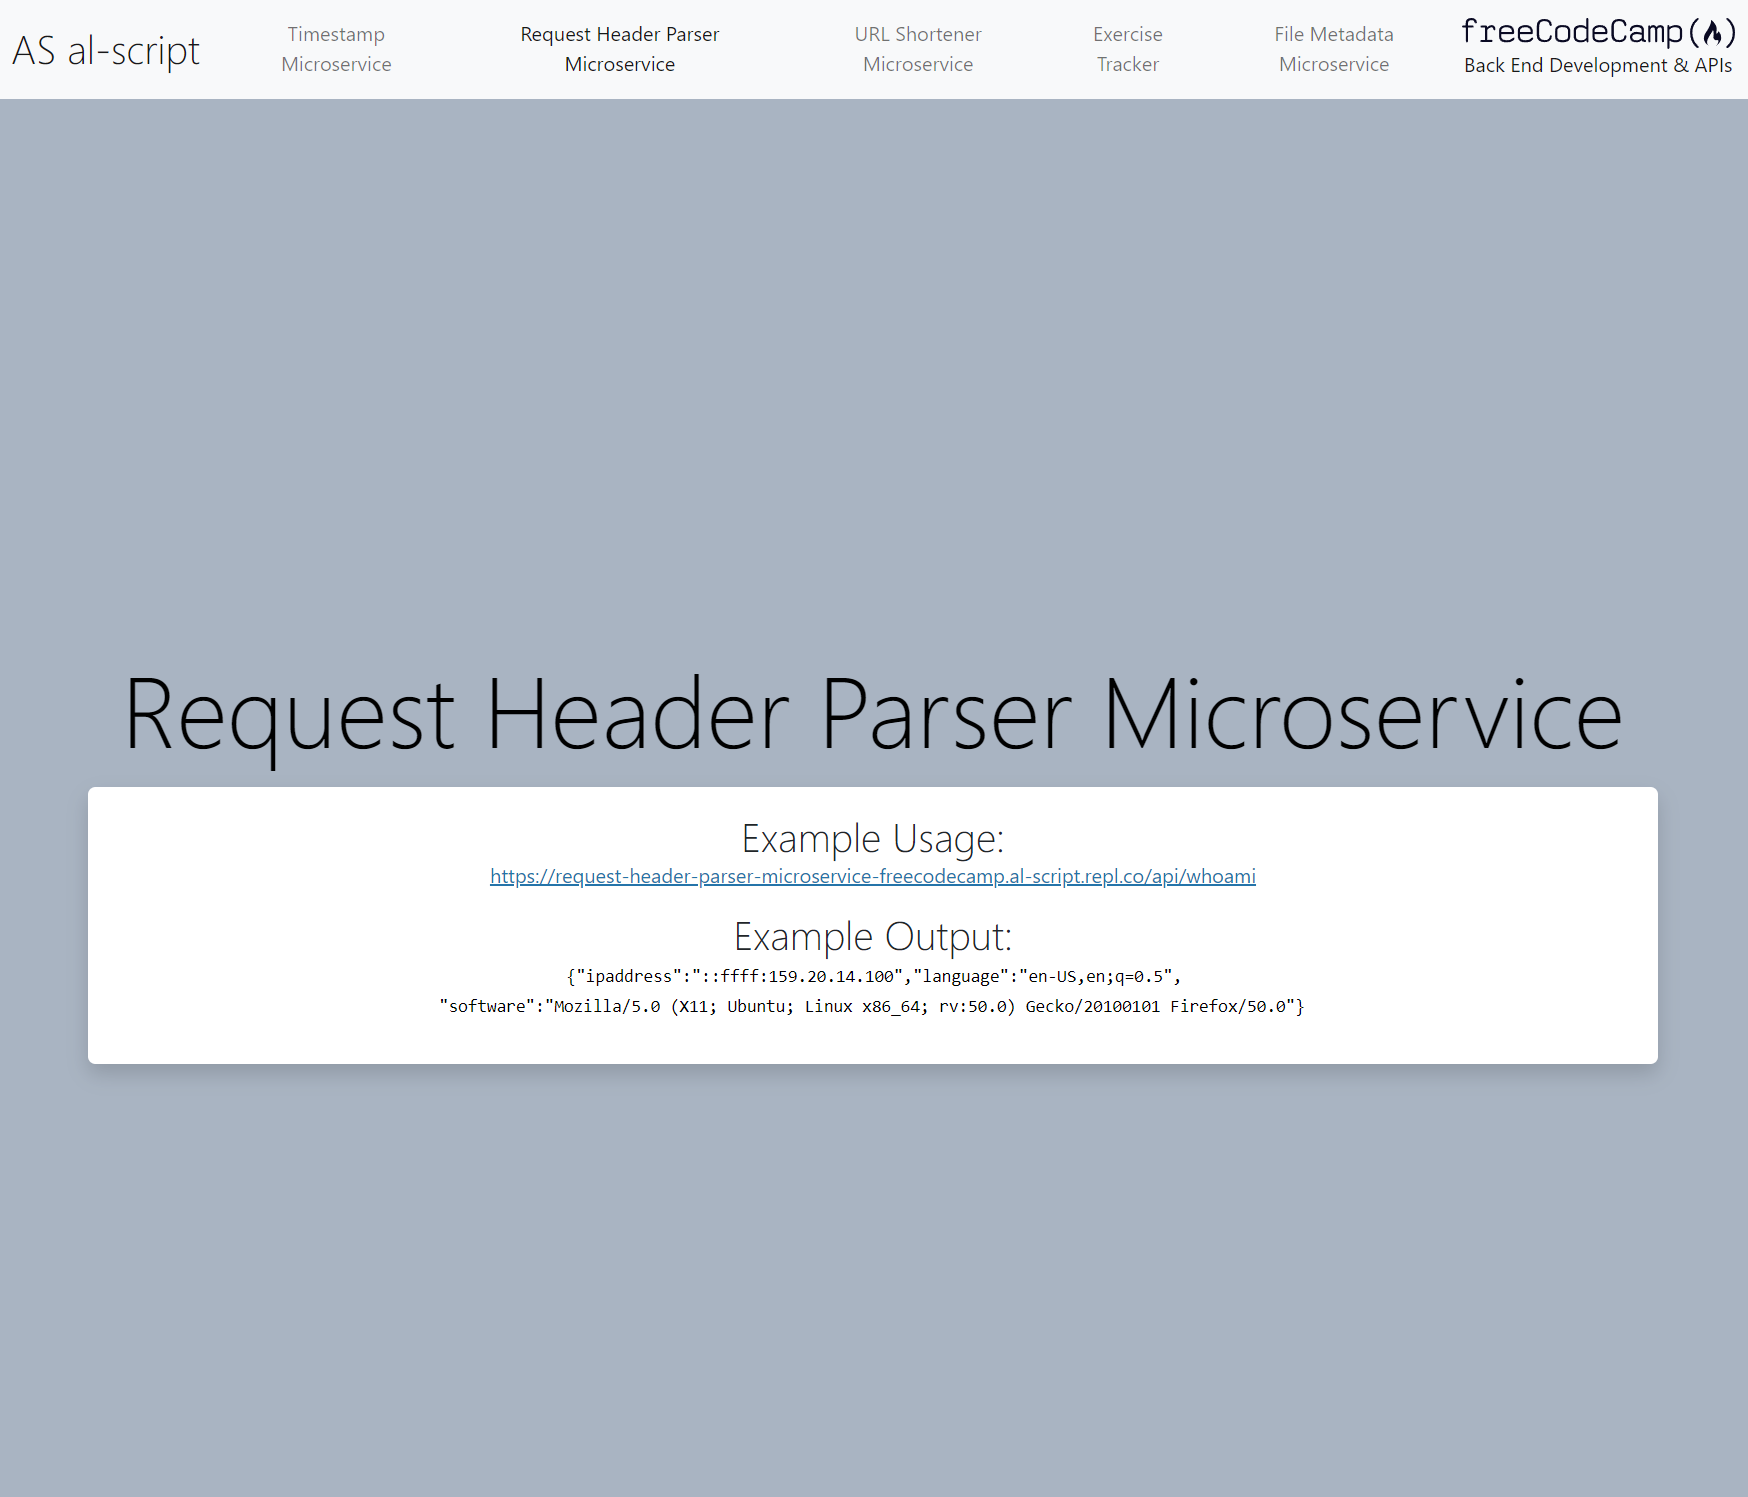 AS al-script
Timestamp
Microservice
Request Header Parser
Microservice
URL Shortener
Microservice
Exercise
Tracker
File Metadata
Microservice
freeCodeCamp
Back End Development & APIs
Request Header Parser Microservice
Example Usage:
https://request-header-parser-microservice-freecodecamp.al-script.repl.co/api/whoami
Example Output:
{"ipaddress":"::ffff:159.20.14.100","language":"en-US,en;q=0.5",
"software":"Mozilla/5.0 (X11; Ubuntu; Linux x86_64; rv:50.0) Gecko/20100101 Firefox/50.0"}